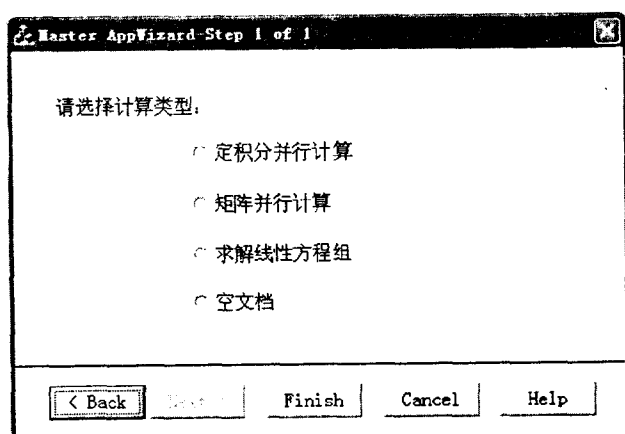 Master AppWizard-Step 1 of 1
请选择计算类型:
定积分并行计算
矩阵并行计算
求解线性方程组
空文档
< Back
Finish Cancel Help